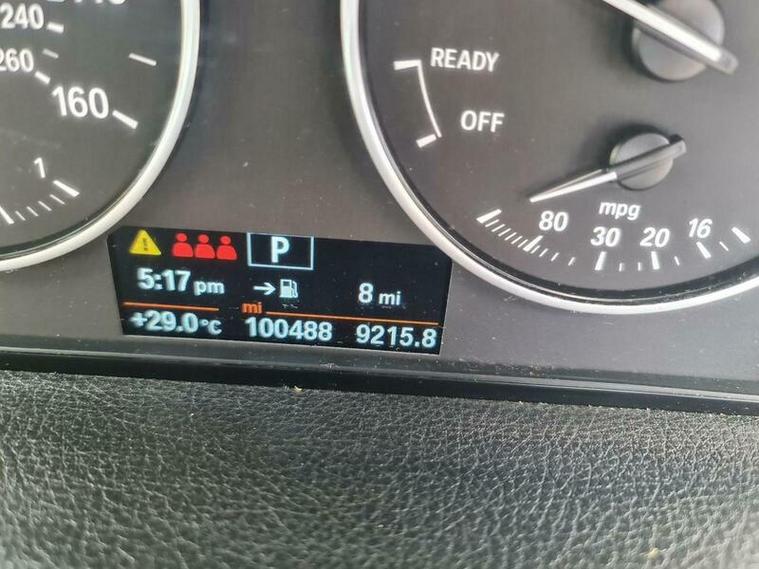 240
260
160
1
READY
OFF
80 mpg 30 20 16
P
5:17 pm 8 mi
mi
+29.0°C 100488 9215.8